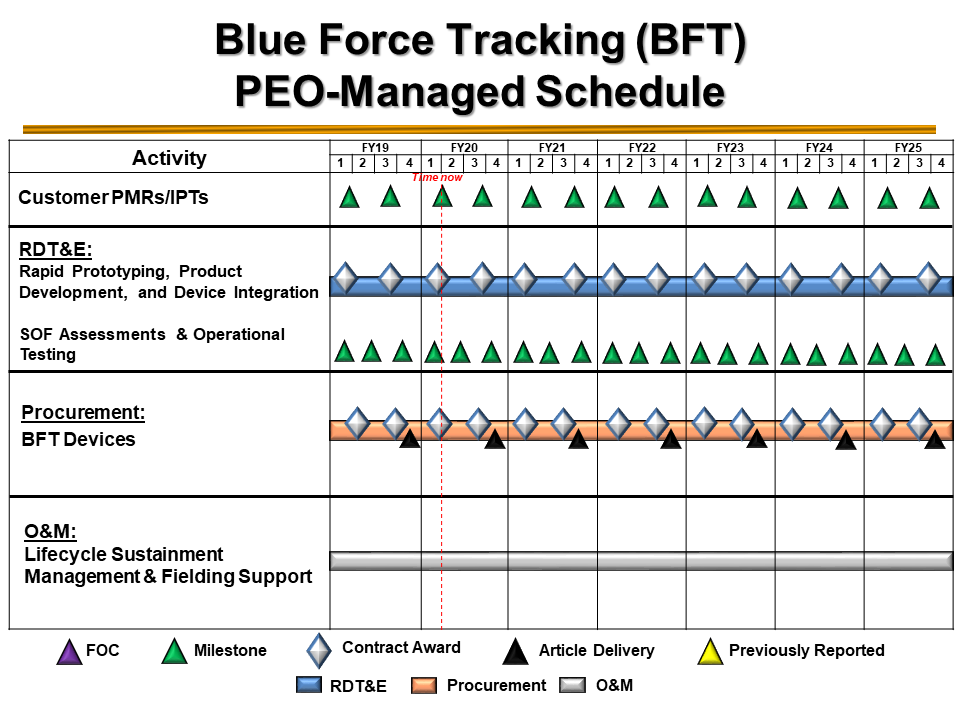 Blue Force Tracking (BFT)
PEO-Managed Schedule
Activity
FY19 FY20 FY21 FY22 FY23 FY24 FY25
1 2 3 4 1 2 3 4 1 2 3 4 1 2 3 4 1 2 3 4 1 2 3 4 1 2 3 4
Time now
Customer PMRs/IPTs
RDT&E:
Rapid Prototyping, Product
Development, and Device Integration
SOF Assessments & Operational
Testing
Procurement:
BFT Devices
O&M:
Lifecycle Sustainment
Management & Fielding Support
FOC Milestone Contract Award Article Delivery Previously Reported
RDT&E Procurement O&M